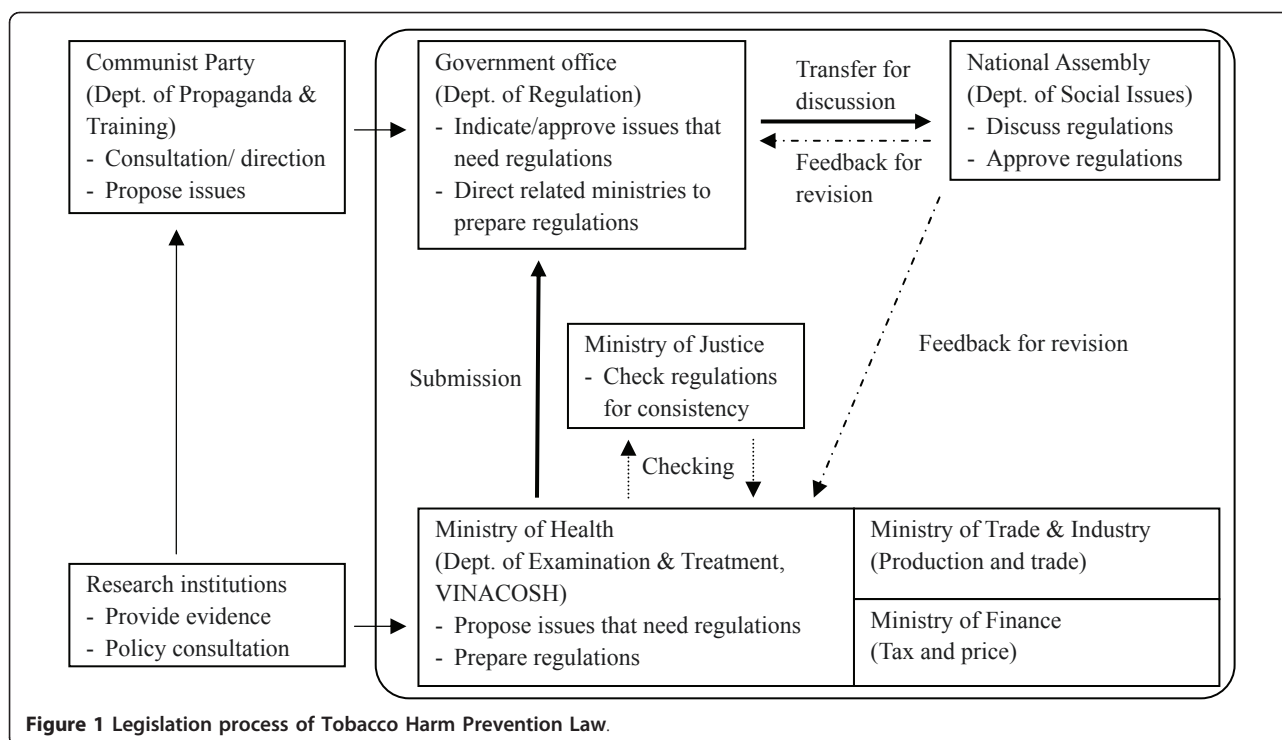 Communist Party
(Dept. of Propaganda &
Training)
- Consultation/ direction
- Propose issues
Government office
(Dept. of Regulation)
- Indicate/approve issues that
need regulations
- Direct related ministries to
prepare regulations
Transfer for
discussion
Feedback for
revision
National Assembly
(Dept. of Social Issues)
- Discuss regulations
- Approve regulations
Submission
Ministry of Justice
- Check regulations
for consistency
Feedback for revision
Checking
Research institutions
- Provide evidence
- Policy consultation
Ministry of Health
(Dept. of Examination & Treatment,
VINACOSH)
- Propose issues that need regulations
- Prepare regulations
Ministry of Trade & Industry
(Production and trade)
Ministry of Finance
(Tax and price)
Figure 1 Legislation process of Tobacco Harm Prevention Law.